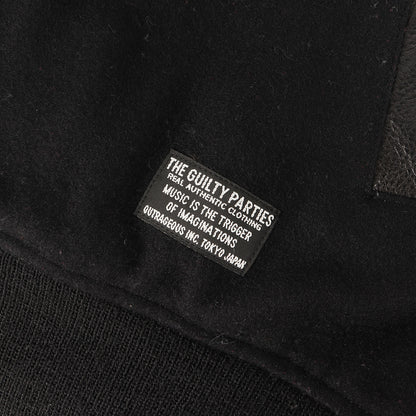 THE GUILTY PARTIES
REAL AUTHENTIC CLOTHING
MUSIC IS THE TRIGGER
OF IMAGINATIONS
OUTRAGEOUS INC. TOKYO JAPAN